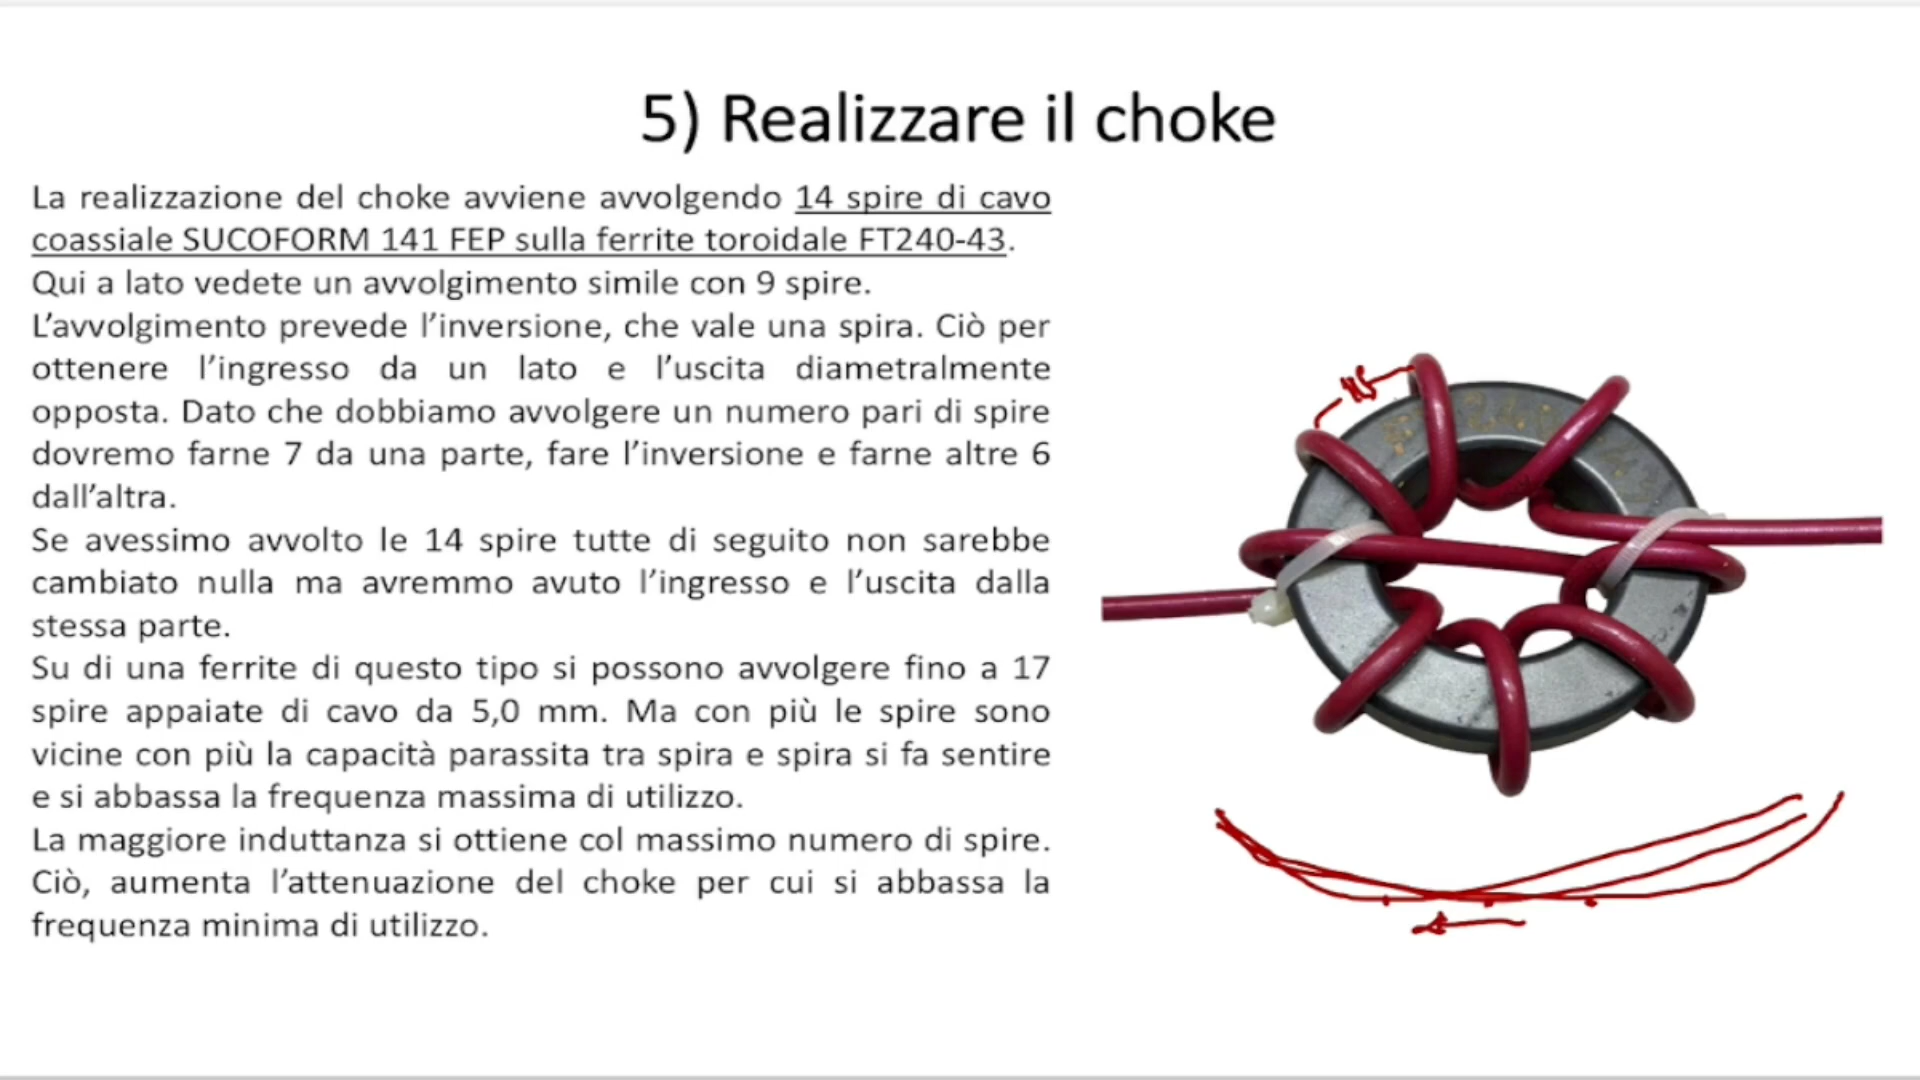 5) Realizzare il choke
La realizzazione del choke avviene avvolgendo 14 spire di cavo
coassiale SUCOFORM 141 FEP sulla ferrite toroidale FT240-43.
Qui a lato vedete un avvolgimento simile con 9 spire.
L’avvolgimento prevede l’inversione, che vale una spira. Ciò per
ottenere l’ingresso da un lato e l’uscita diametralmente
opposta. Dato che dobbiamo avvolgere un numero pari di spire
dovremo farne 7 da una parte, fare l’inversione e farne altre 6
dall’altra.
Se avessimo avvolto le 14 spire tutte di seguito non sarebbe
cambiato nulla ma avremmo avuto l’ingresso e l’uscita dalla
stessa parte.
Su di una ferrite di questo tipo si possono avvolgere fino a 17
spire appaiate di cavo da 5,0 mm. Ma con più le spire sono
vicine con più la capacità parassita tra spira e spira si fa sentire
e si abbassa la frequenza massima di utilizzo.
La maggiore induttanza si ottiene col massimo numero di spire.
Ciò, aumenta l’attenuazione del choke per cui si abbassa la
frequenza minima di utilizzo.